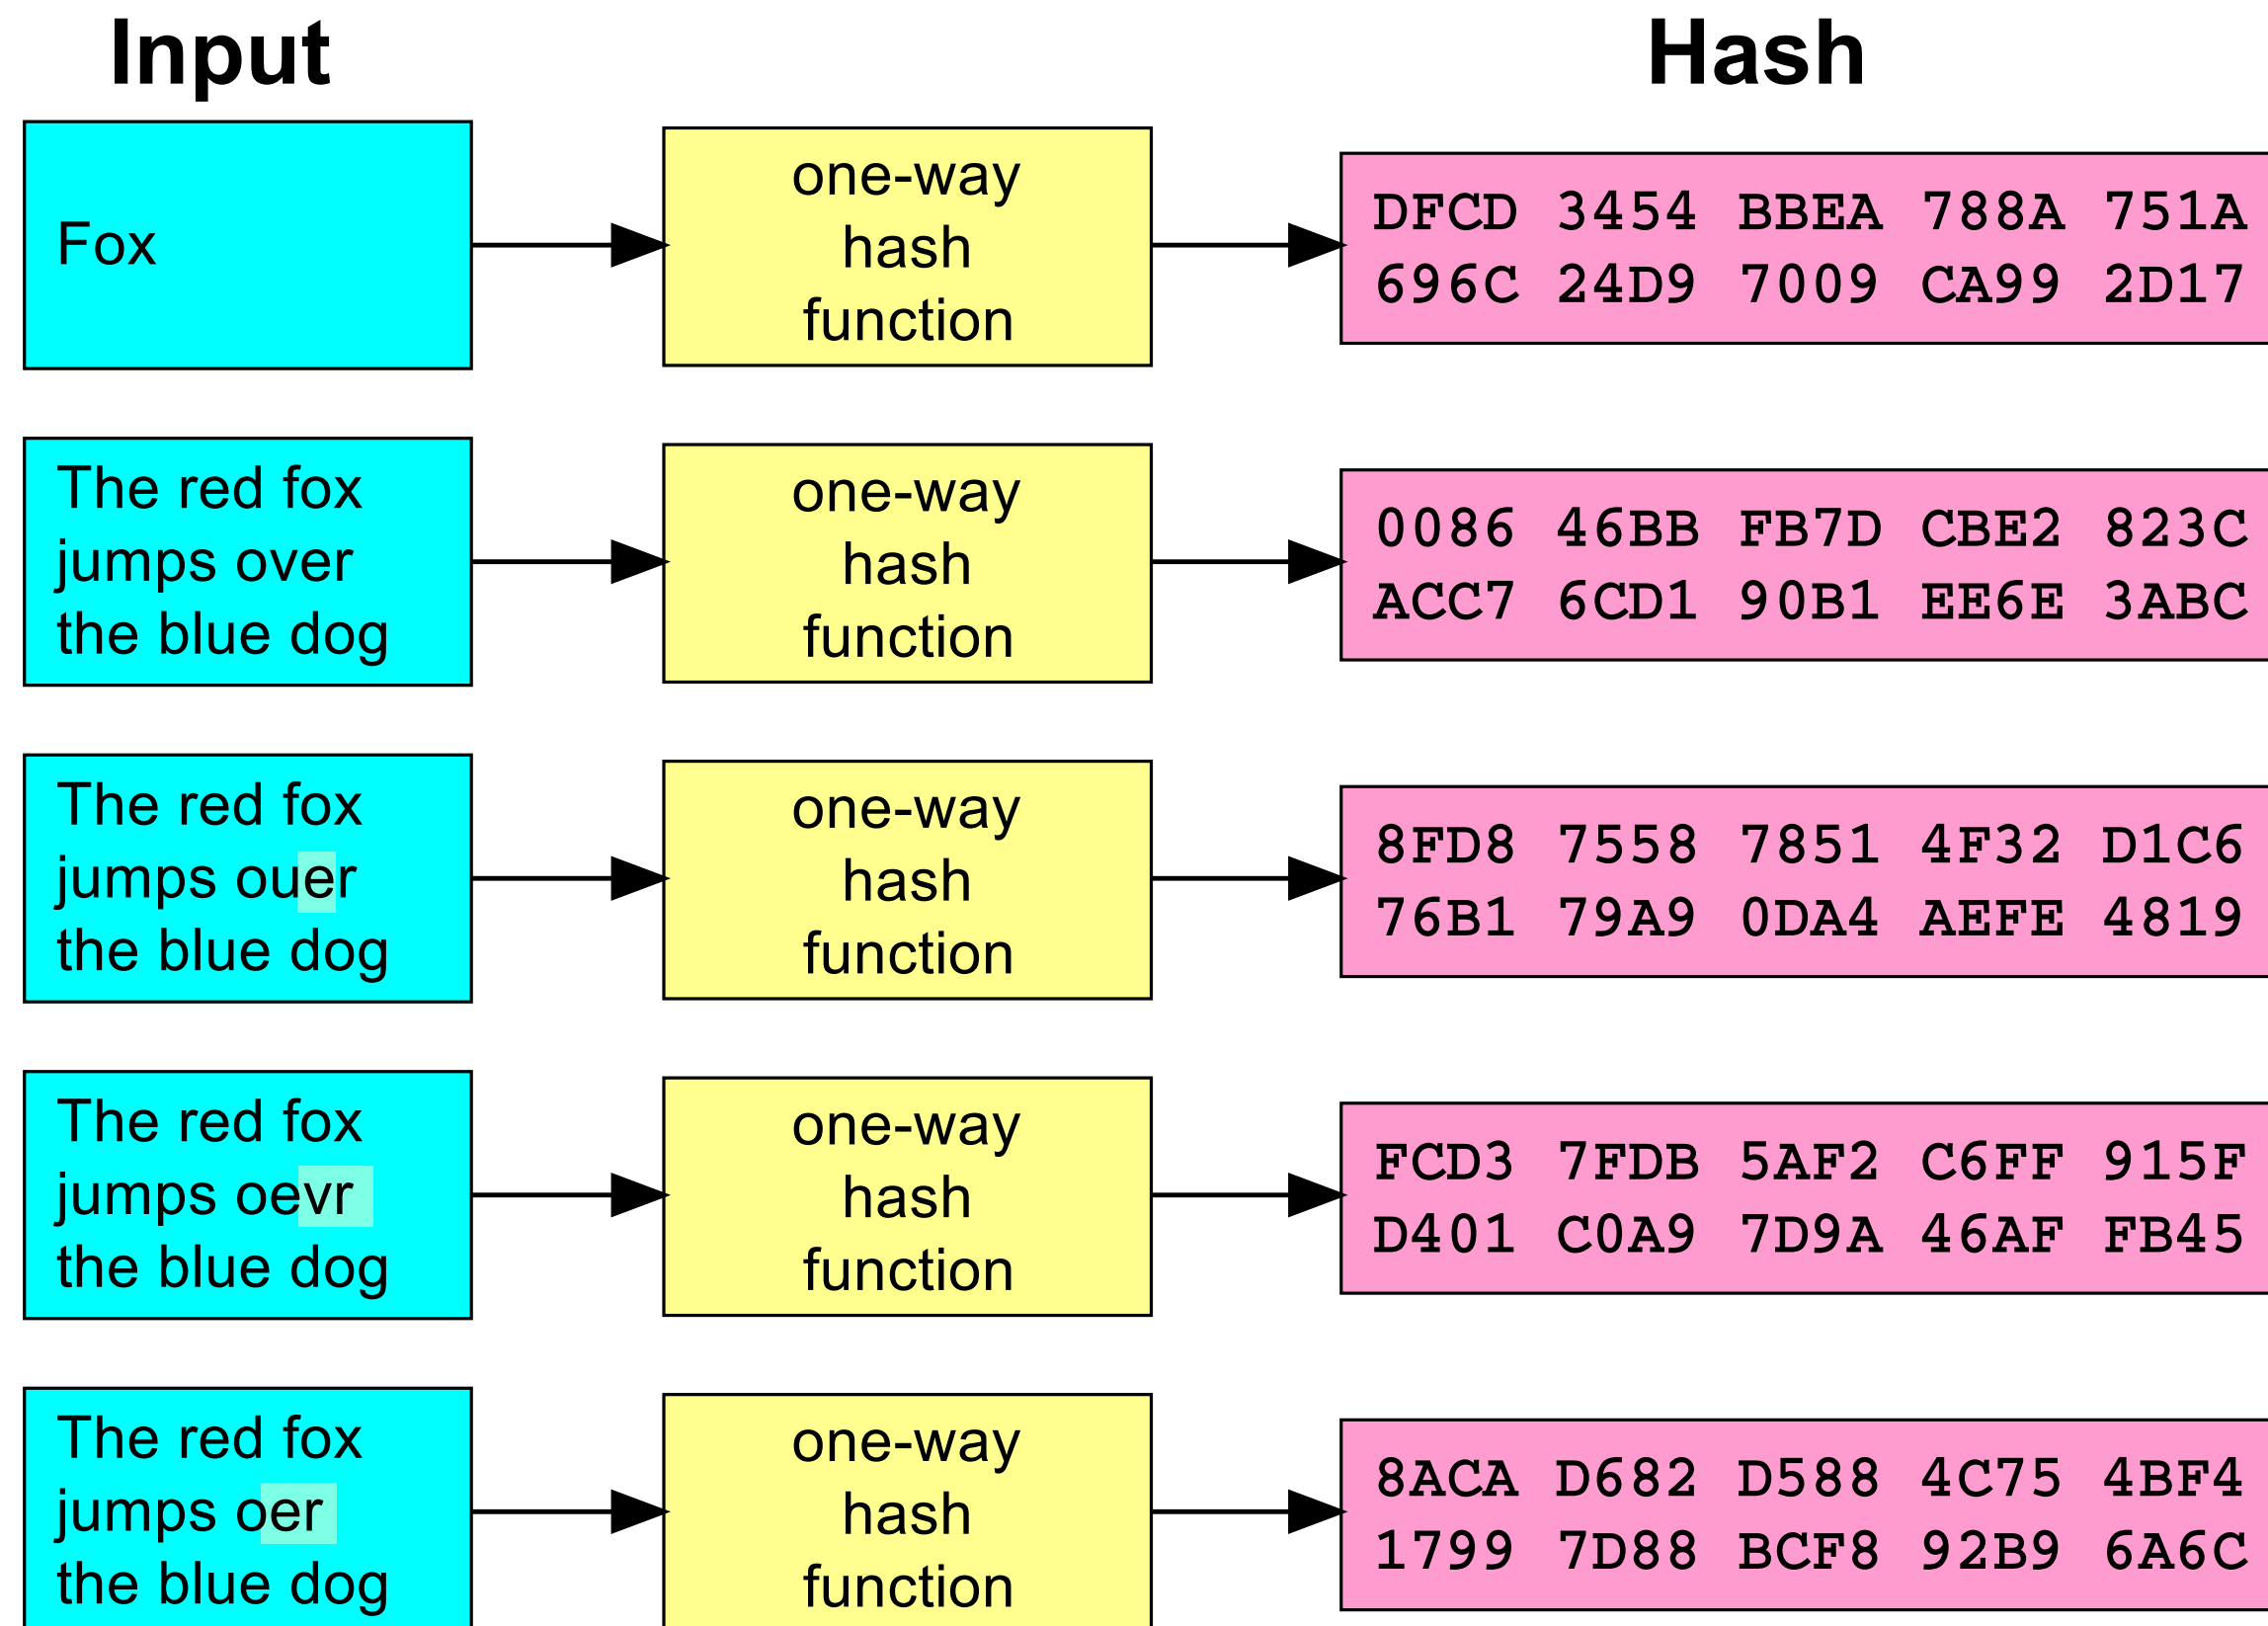 Input
Hash
Fox
one-way
hash
function
DFCD 3454 BBEA 788A 751A
696C 24D9 7009 CA99 2D17
The red fox
jumps over
the blue dog
one-way
hash
function
0086 46BB FB7D CBE2 823C
ACC7 6CD1 90B1 EE6E 3ABC
The red fox
jumps ouer
the blue dog
one-way
hash
function
8FD8 7558 7851 4F32 D1C6
76B1 79A9 0DA4 AEFE 4819
The red fox
jumps oevr
the blue dog
one-way
hash
function
FCD3 7FDB 5AF2 C6FF 915F
D401 C0A9 7D9A 46AF FB45
The red fox
jumps oer
the blue dog
one-way
hash
function
8ACA D682 D588 4C75 4BF4
1799 7D88 BCF8 92B9 6A6C